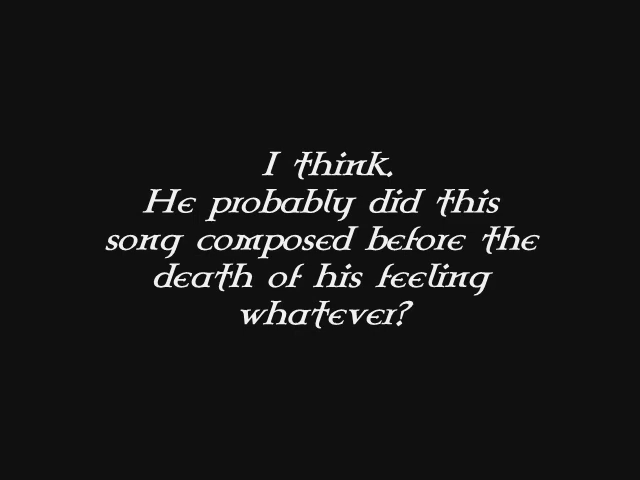 I think.
He probably did this
song composed before the
death of his feeling
whatever?